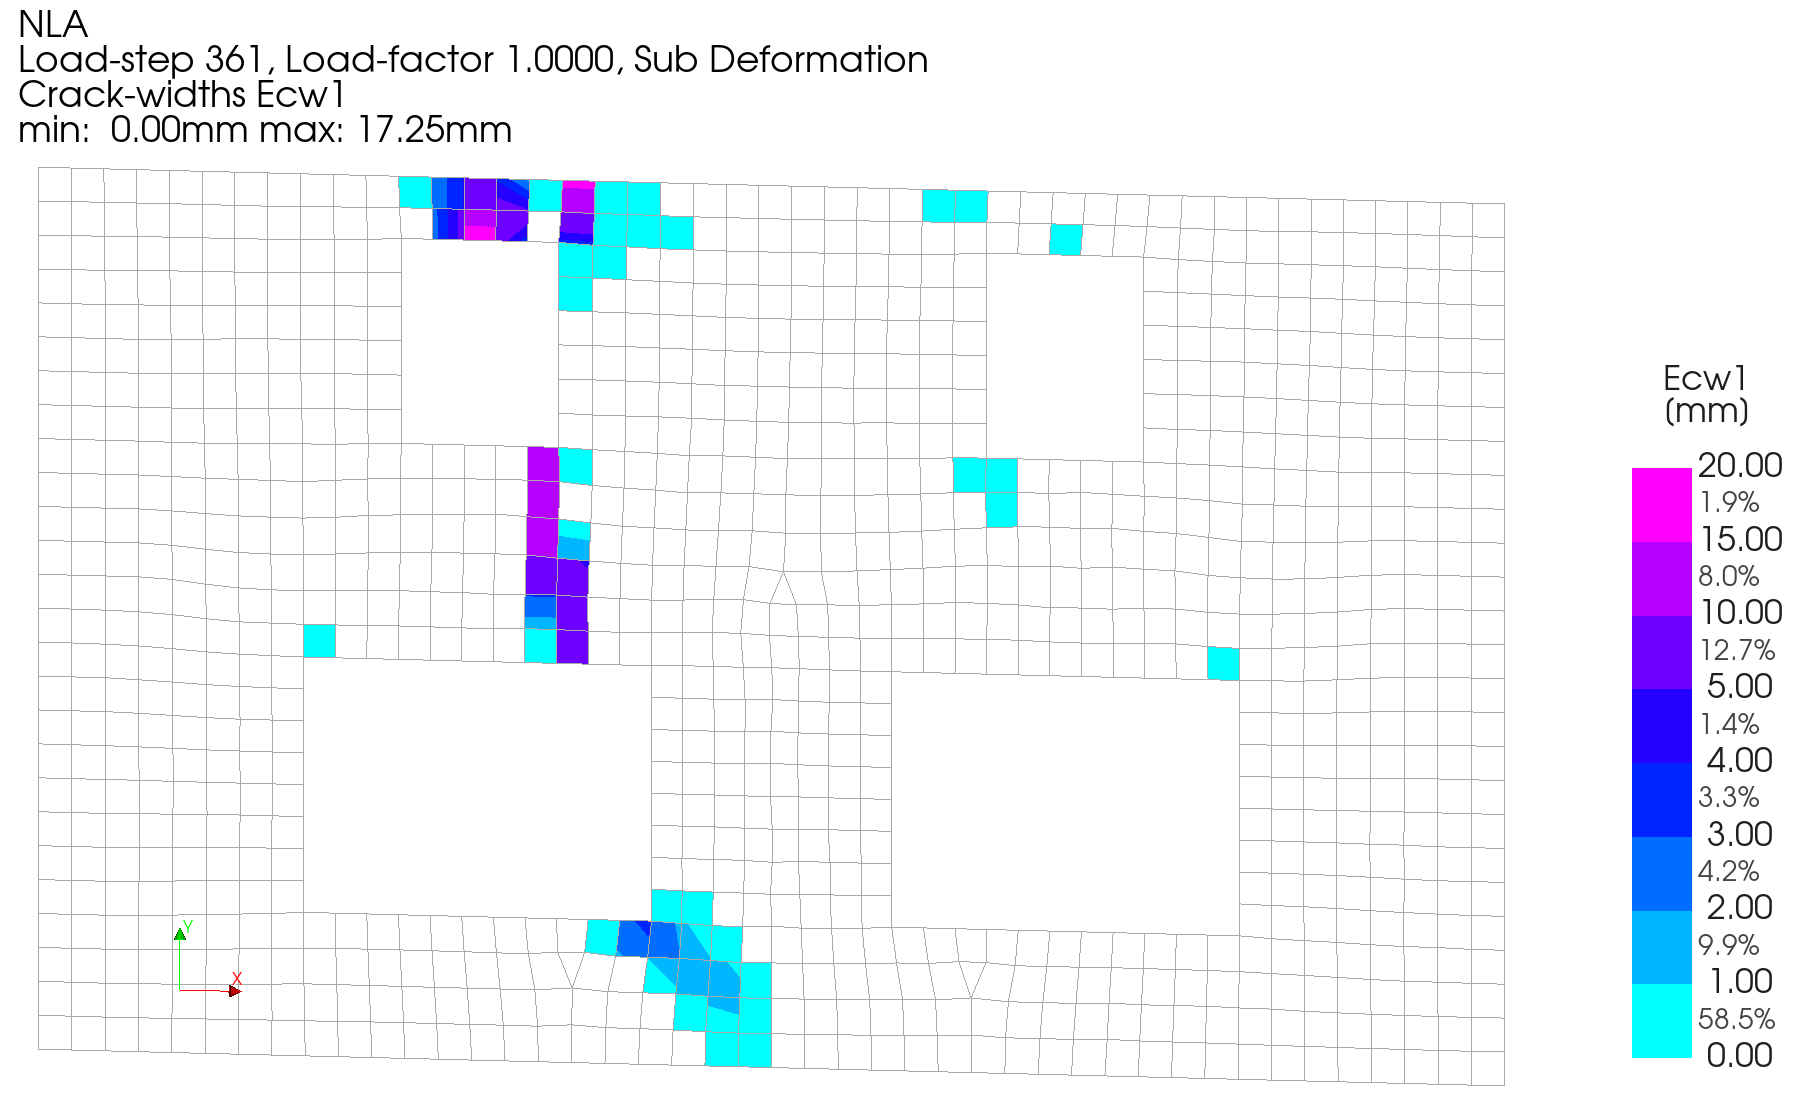 NLA
Load-step 361, Load-factor 1.0000, Sub Deformation
Crack-widths Ecw1
min:  0.00mm max: 17.25mm
Ecw1
(mm)
20.00
1.9%
15.00
8.0%
10.00
12.7%
5.00
1.4%
4.00
3.3%
3.00
4.2%
2.00
9.9%
1.00
58.5%
0.00
Y
X